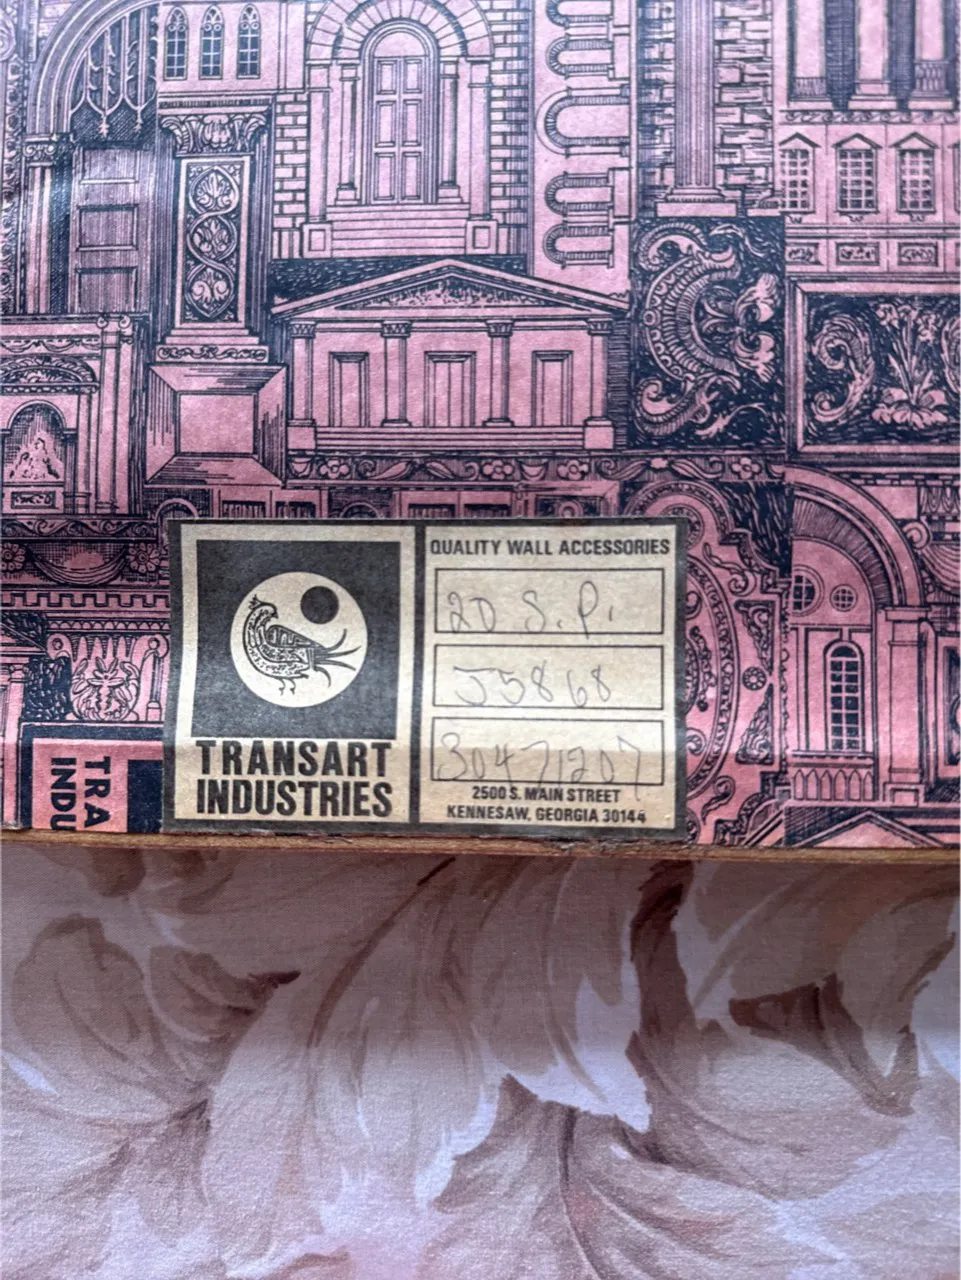 TRANSART
INDUSTRIES
QUALITY WALL ACCESSORIES
20 S.P.
J5868
30471207
2500 S. MAIN STREET
KENNESAW, GEORGIA 30144
TRA
INDU